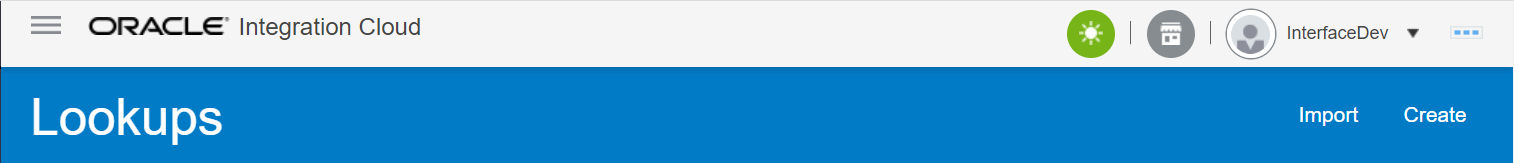 ORACLE® Integration Cloud
InterfaceDev
Lookups
Import Create